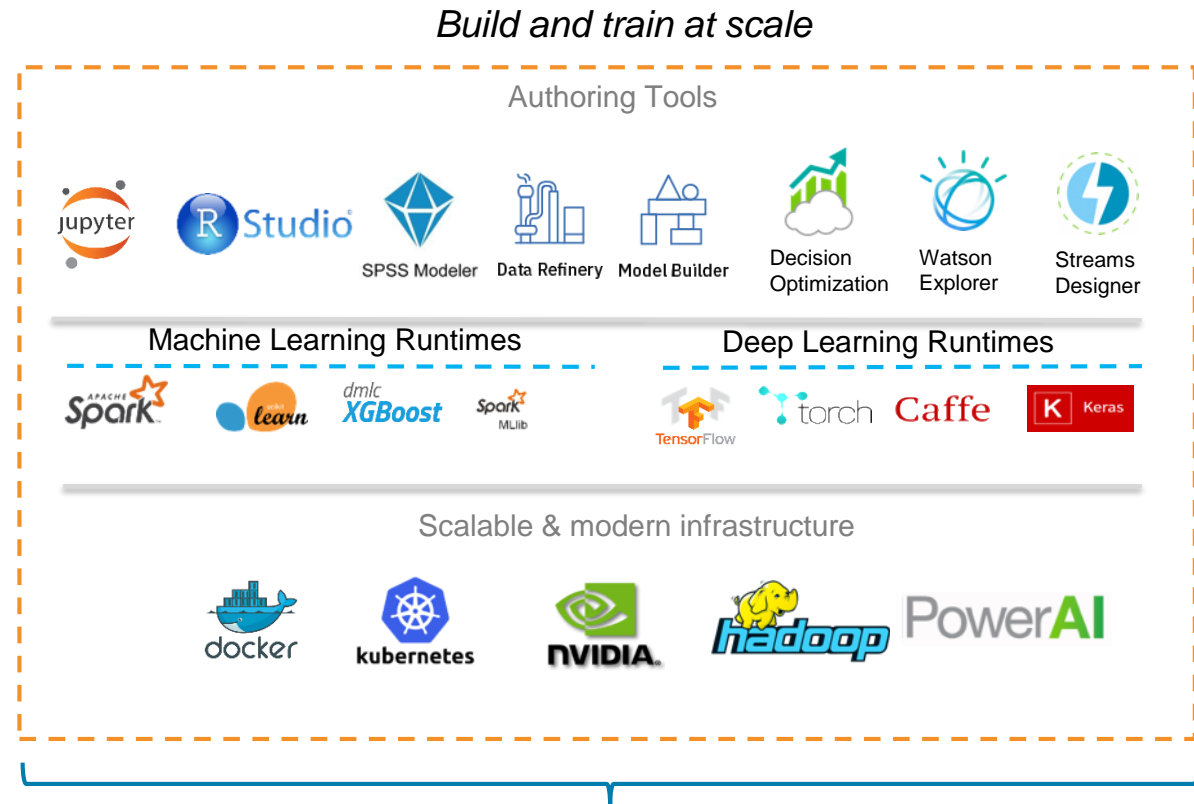 Build and train at scale
Authoring Tools
jupyter
R Studio
SPSS Modeler
Data Refinery
Model Builder
Decision
Optimization
Watson
Explorer
Streams
Designer
Machine Learning Runtimes
Deep Learning Runtimes
APACHE
Spark
scikit
learn
dmlc
XGBoost
Spark
MLlib
TensorFlow
torch
Caffe
K Keras
Scalable & modern infrastructure
docker
kubernetes
nVIDIA.
hadoop
PowerAI